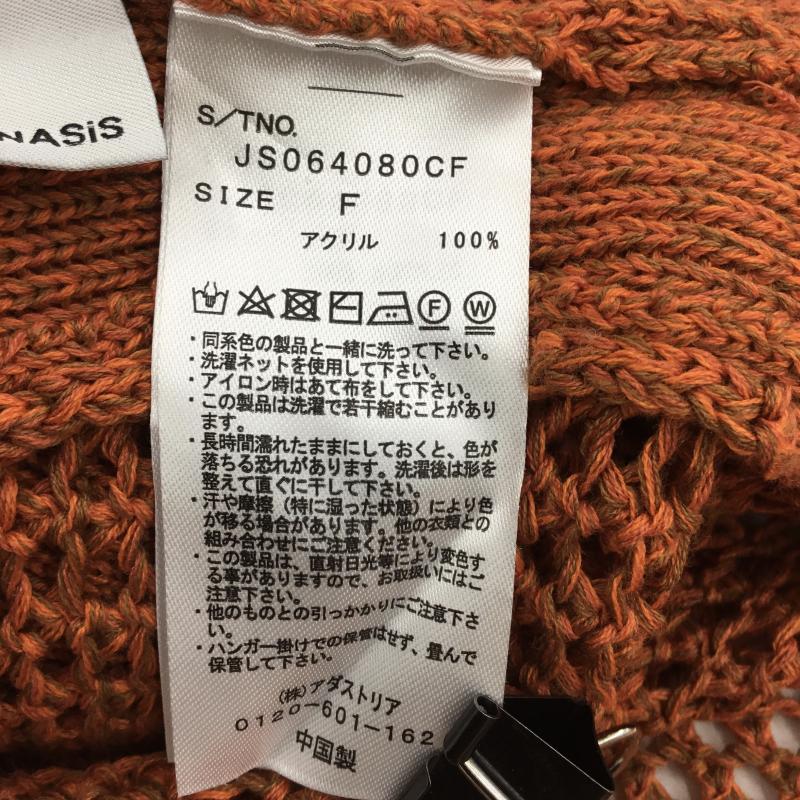 NASiS
S/TNO.
JS064080CF
SIZE F
アクリル 100%
F W
・同系色の製品と一緒に洗って下さい。
・洗濯ネットを使用して下さい。
・アイロン時はあて布をして下さい。
・この製品は洗濯で若干縮むことがあり
ます。
・長時間濡れたままにしておくと、色が
落ちる恐れがあります。洗濯後は形を
整えて直ぐに干して下さい。
・汗や摩擦（特に湿った状態）により色
が移る場合があります。他の衣類との
組み合わせにご注意ください。
・この製品は、直射日光等により変色す
る事がありますので、お取扱いにはご
注意下さい。
・他のものとの引っかかりにご注意下さ
い。
・ハンガー掛けでの保管はせず、畳んで
保管して下さい。
(株)アダストリア
0120-601-162
中国製